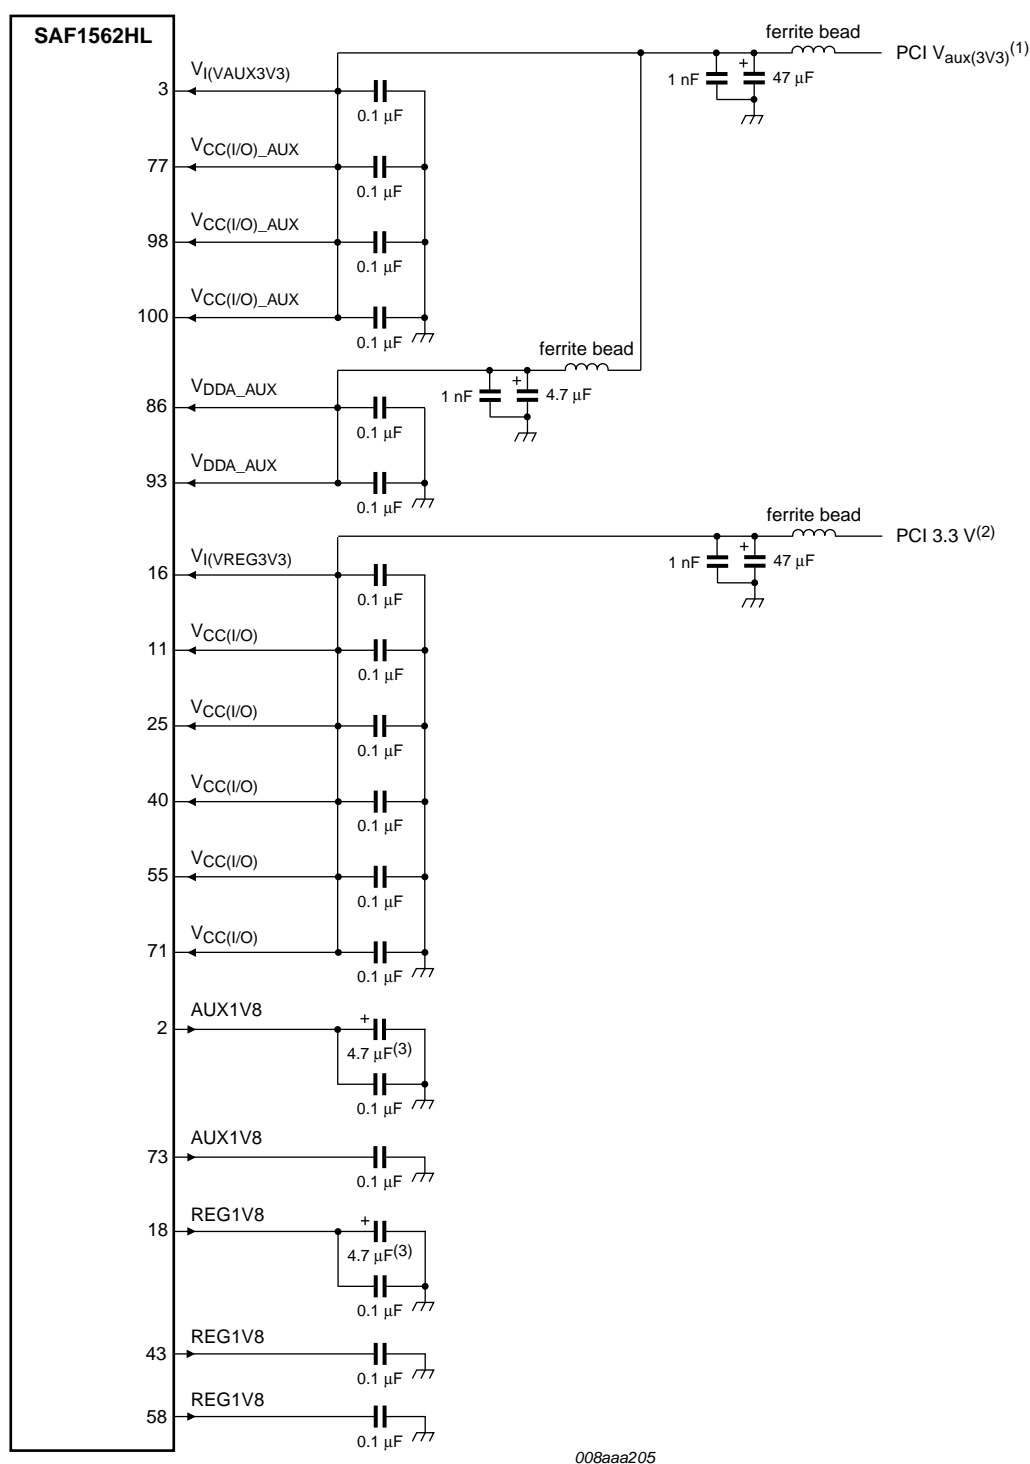 SAF1562HL
ferrite bead
PCI Vaux(3V3)(1)
1 nF
+
47 μF
3
VI(VAUX3V3)
0.1 μF
77
VCC(I/O)_AUX
0.1 μF
98
VCC(I/O)_AUX
0.1 μF
100
VCC(I/O)_AUX
0.1 μF
ferrite bead
1 nF
+
4.7 μF
86
VDDA_AUX
0.1 μF
93
VDDA_AUX
0.1 μF
ferrite bead
PCI 3.3 V(2)
1 nF
+
47 μF
16
VI(VREG3V3)
0.1 μF
11
VCC(I/O)
0.1 μF
25
VCC(I/O)
0.1 μF
40
VCC(I/O)
0.1 μF
55
VCC(I/O)
0.1 μF
71
VCC(I/O)
0.1 μF
2
AUX1V8
+
4.7 μF(3)
0.1 μF
73
AUX1V8
0.1 μF
18
REG1V8
+
4.7 μF(3)
0.1 μF
43
REG1V8
0.1 μF
58
REG1V8
0.1 μF
008aaa205